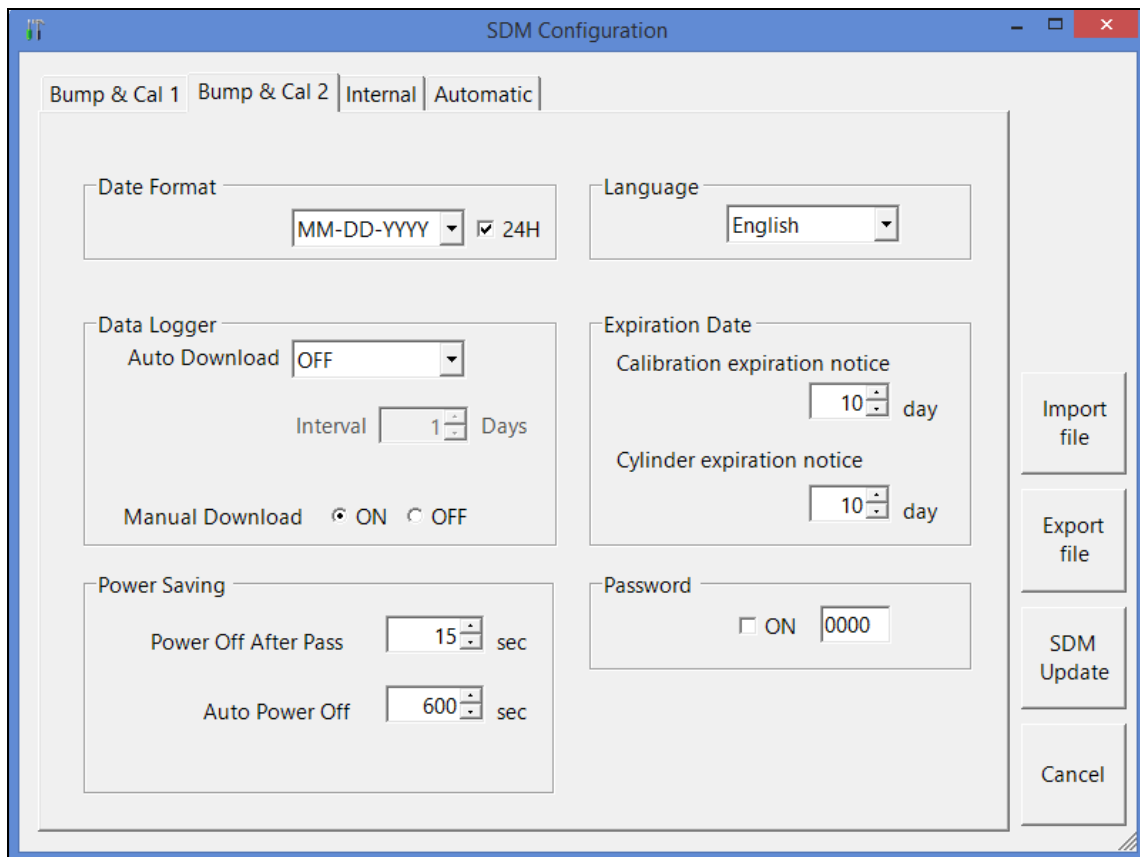 SDM Configuration
Bump & Cal 1 Bump & Cal 2 Internal Automatic
Date Format
MM-DD-YYYY 24H
Language
English
Data Logger
Auto Download OFF
Interval 1 Days
Manual Download ON OFF
Expiration Date
Calibration expiration notice
10 day
Cylinder expiration notice
10 day
Power Saving
Power Off After Pass 15 sec
Auto Power Off 600 sec
Password
ON 0000
Import
file
Export
file
SDM
Update
Cancel